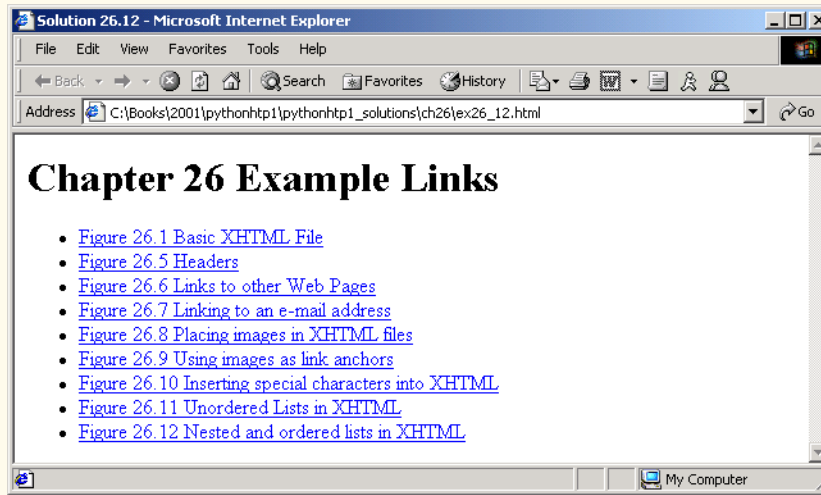 Solution 26.12 - Microsoft Internet Explorer
File Edit View Favorites Tools Help
Back Search Favorites History
Address C:\Books\2001\pythonhtp1\pythonhtp1_solutions\ch26\ex26_12.html Go
Chapter 26 Example Links
• Figure 26.1 Basic XHTML File
• Figure 26.5 Headers
• Figure 26.6 Links to other Web Pages
• Figure 26.7 Linking to an e-mail address
• Figure 26.8 Placing images in XHTML files
• Figure 26.9 Using images as link anchors
• Figure 26.10 Inserting special characters into XHTML
• Figure 26.11 Unordered Lists in XHTML
• Figure 26.12 Nested and ordered lists in XHTML
My Computer